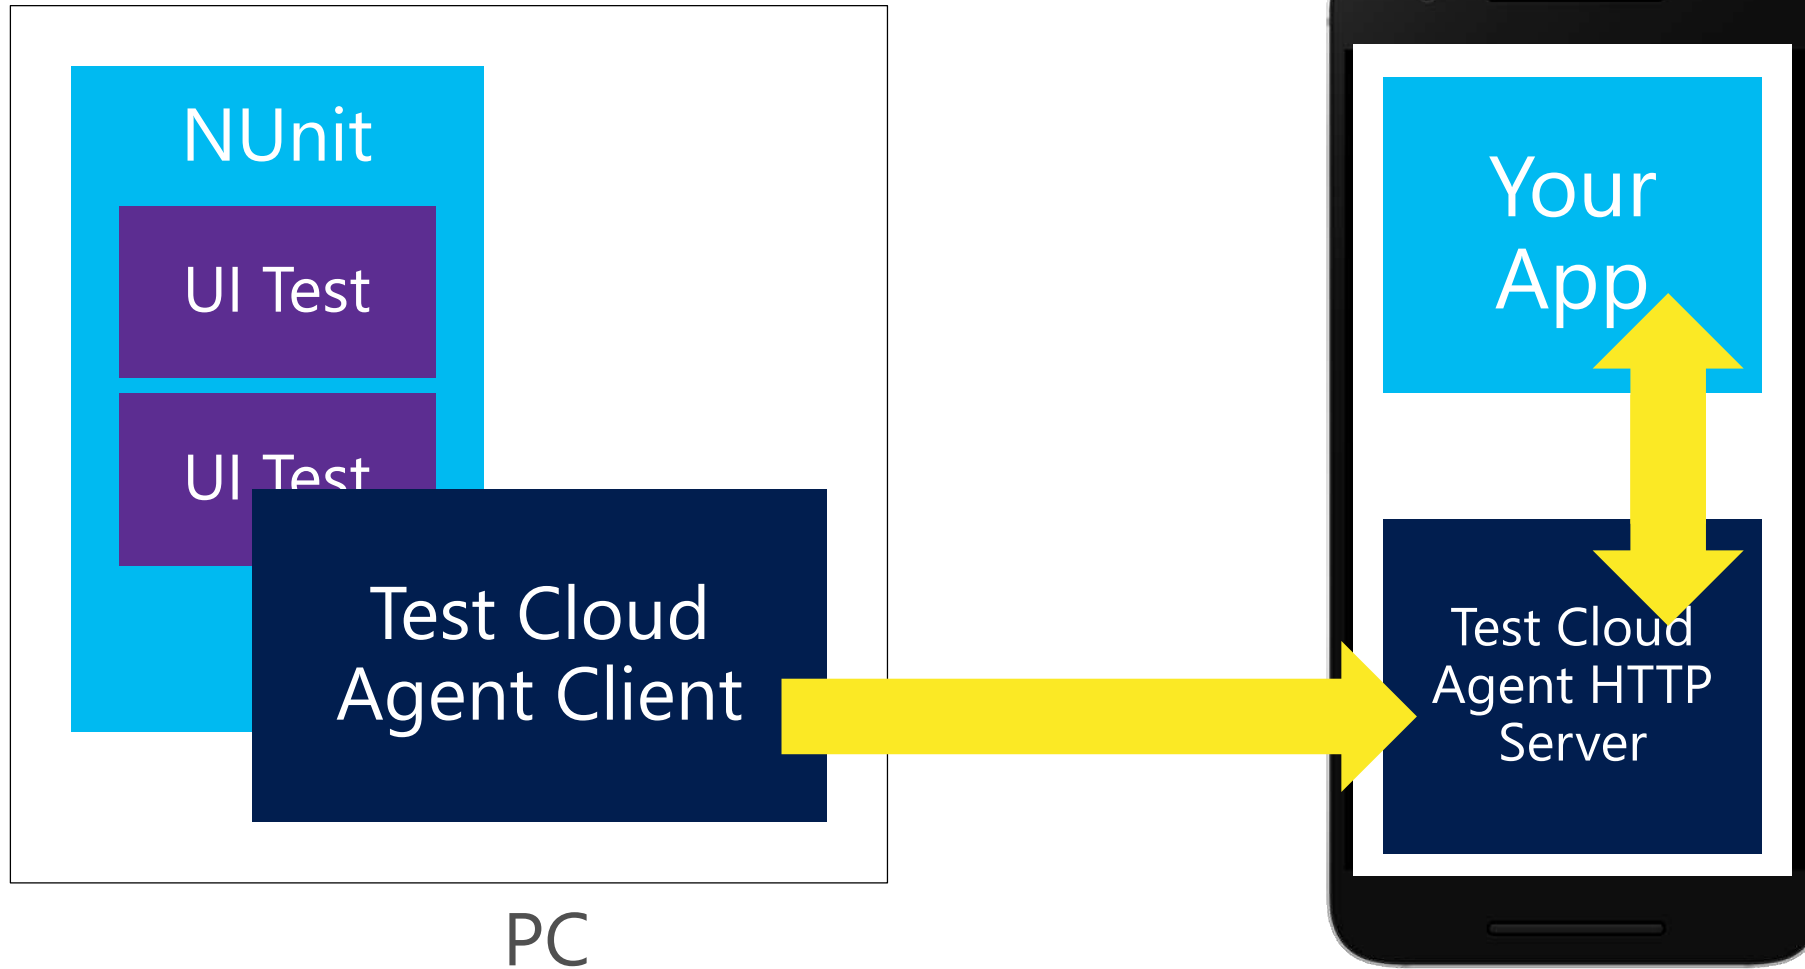 NUnit
UI Test
UI Test
Test Cloud
Agent Client
PC
Your
App
Test Cloud
Agent HTTP
Server